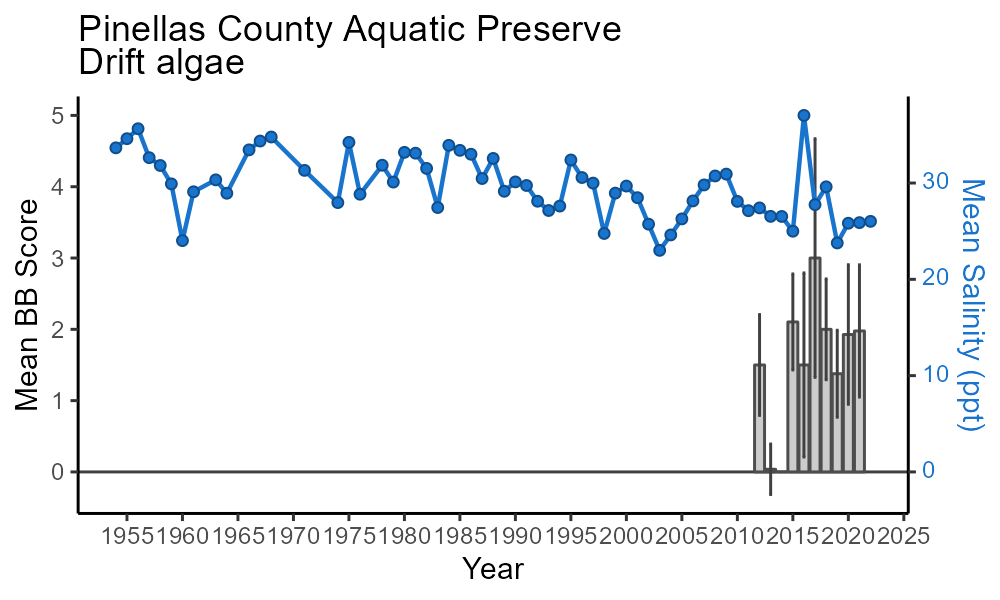 Pinellas County Aquatic Preserve
Drift algae
Mean BB Score
5
4
3
2
1
0
30
20
10
0
Mean Salinity (ppt)
1955 1960 1965 1970 1975 1980 1985 1990 1995 2000 2005 2010 2015 2020 2025
Year